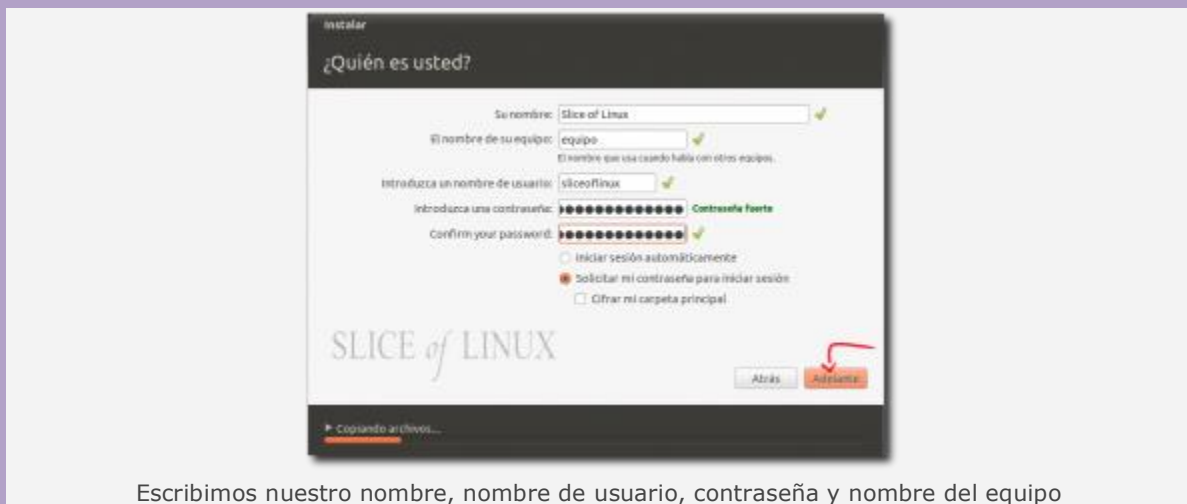 Instalar
¿Quién es usted?
Su nombre: Slice of Linux
El nombre de su equipo: equipo
El nombre que usa cuando habla con otros equipos.
Introduzca un nombre de usuario: sliceoflinux
Introduzca una contraseña: Contraseña fuerte
Confirm your password:
Iniciar sesión automáticamente
Solicitar mi contraseña para iniciar sesión
Cifrar mi carpeta principal
SLICE of LINUX
Atrás Adelante
Copiando archivos...
Escribimos nuestro nombre, nombre de usuario, contraseña y nombre del equipo